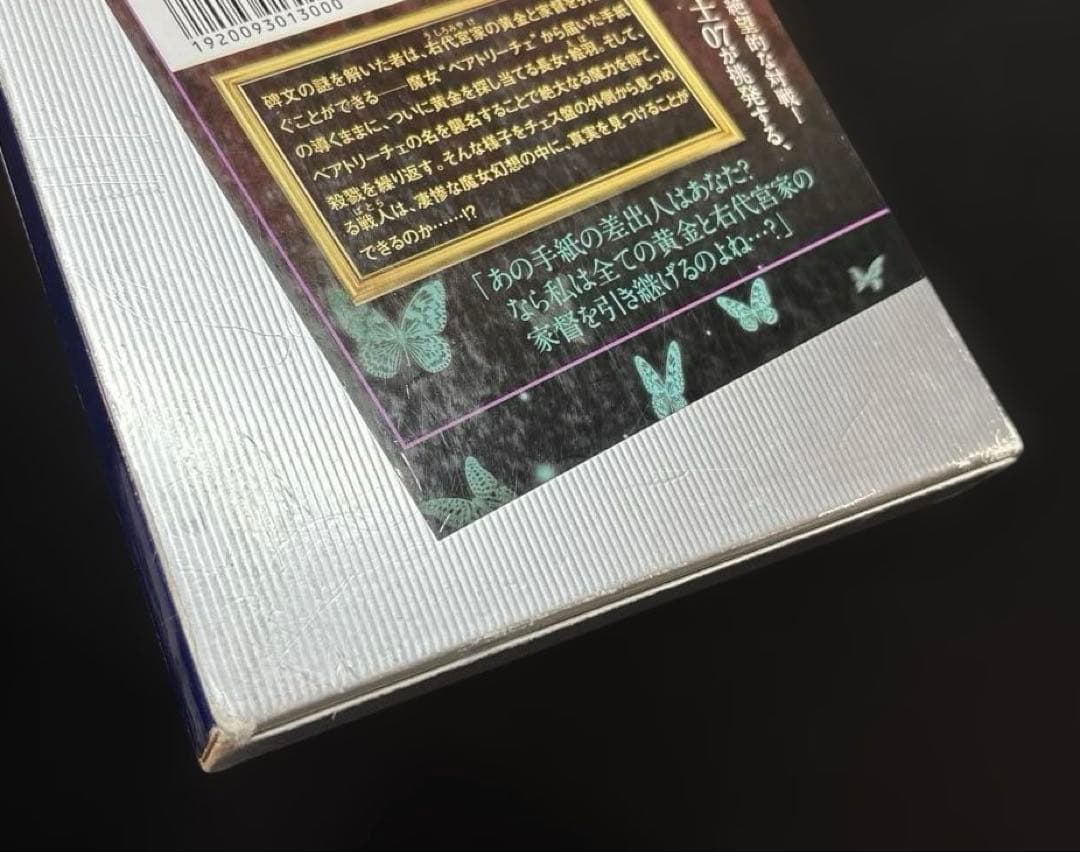 1920093013000
碑文の謎を解いた者は、右代宮家の黄金と家督を
ぐことができる――魔女“ベアトリーチェ”から届いた手紙
の導くままに、ついに黄金を探し当てる長女・絵羽。そして、
ベアトリーチェの名を襲名することで絶大なる魔力を得て、
殺戮を繰り返す。そんな様子をチェス盤の外側から見つめ
る戦人は、凄惨な魔女幻想の中に、真実を見つけることが
できるのか……!?
絶望的な対戦！
士07が挑発する、
「あの手紙の差出人はあなた？
なら私は全ての黄金と右代宮家の
家督を引き継げるのよね…？」